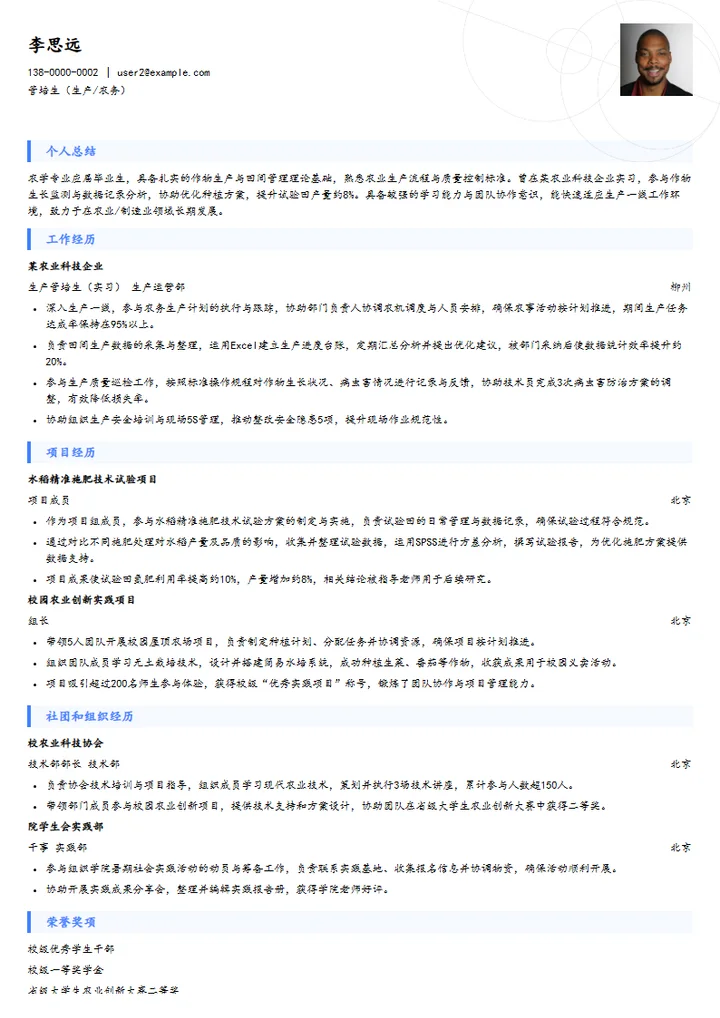 李思远
138-0000-0002 | user2@example.com
管培生（生产/农务）
个人总结
农学专业应届毕业生，具备扎实的作物生产与田间管理理论基础，熟悉农业生产流程与质量控制标准。曾在某农业科技企业实习，参与作物
生长监测与数据记录分析，协助优化种植方案，提升试验田产量约8%。具备较强的学习能力与团队协作意识，能快速适应生产一线工作环
境，致力于在农业/制造业领域长期发展。
工作经历
某农业科技企业
生产管培生（实习） 生产运营部 柳州
• 深入生产一线，参与农务生产计划的执行与跟踪，协助部门负责人协调农机调度与人员安排，确保农事活动按计划推进，期间生产任务
达成率保持在95%以上。
• 负责田间生产数据的采集与整理，运用Excel建立生产进度台账，定期汇总分析并提出优化建议，被部门采纳后使数据统计效率提升约
20%。
• 参与生产质量巡检工作，按照标准操作规程对作物生长状况、病虫害情况进行记录与反馈，协助技术员完成3次病虫害防治方案的调
整，有效降低损失率。
• 协助组织生产安全培训与现场5S管理，推动整改安全隐患5项，提升现场作业规范性。
项目经历
水稻精准施肥技术试验项目
项目成员 北京
• 作为项目组成员，参与水稻精准施肥技术试验方案的制定与实施，负责试验田的日常管理与数据记录，确保试验过程符合规范。
• 通过对比不同施肥处理对水稻产量及品质的影响，收集并整理试验数据，运用SPSS进行方差分析，撰写试验报告，为优化施肥方案提供
数据支持。
• 项目成果使试验田氮肥利用率提高约10%，产量增加约8%，相关结论被指导老师用于后续研究。
校园农业创新实践项目
组长 北京
• 带领5人团队开展校园屋顶农场项目，负责制定种植计划、分配任务并协调资源，确保项目按计划推进。
• 组织团队成员学习无土栽培技术，设计并搭建简易水培系统，成功种植生菜、番茄等作物，收获成果用于校园义卖活动。
• 项目吸引超过200名师生参与体验，获得校级“优秀实践项目”称号，锻炼了团队协作与项目管理能力。
社团和组织经历
校农业科技协会
技术部部长 技术部 北京
• 负责协会技术培训与项目指导，组织成员学习现代农业技术，策划并执行3场技术讲座，累计参与人数超150人。
• 带领部门成员参与校园农业创新项目，提供技术支持和方案设计，协助团队在省级大学生农业创新大赛中获得二等奖。
院学生会实践部
干事 实践部 北京
• 参与组织学院暑期社会实践活动的动员与筹备工作，负责联系实践基地、收集报名信息并协调物资，确保活动顺利开展。
• 协助开展实践成果分享会，整理并编辑实践报告册，获得学院老师好评。
荣誉奖项
校级优秀学生干部
校级一等奖学金
省级大学生农业创新大赛二等奖